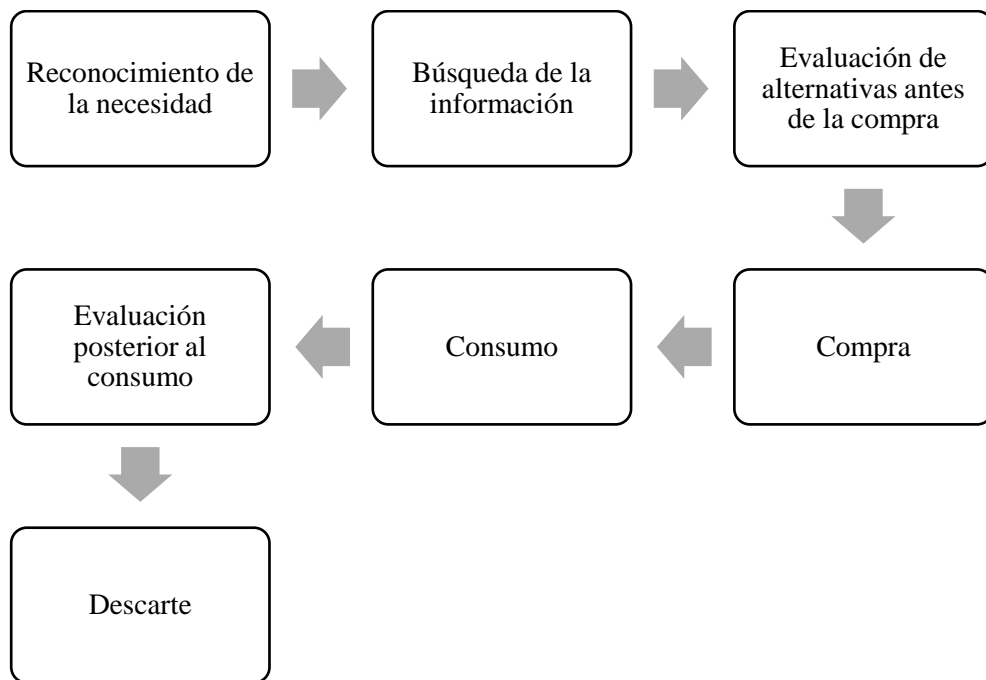 Reconocimiento de
la necesidad
Búsqueda de la
información
Evaluación de
alternativas antes
de la compra
Compra
Consumo
Evaluación
posterior al
consumo
Descarte